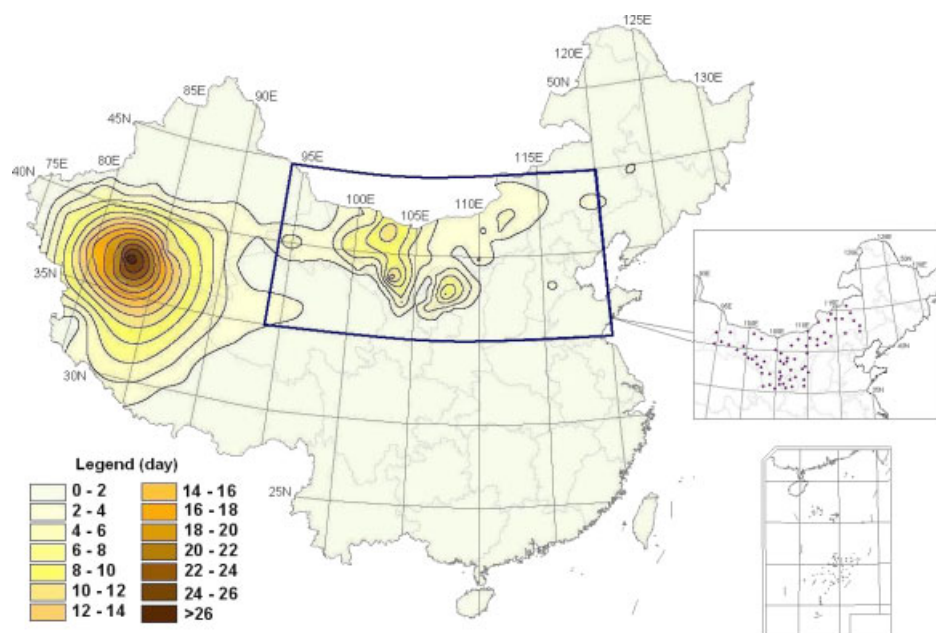 125E
120E
50N
130E
85E
90E
45N
95E
115E
40N
75E
80E
100E
110E
105E
35N
30N
25N
Legend (day)
0 - 2
2 - 4
4 - 6
6 - 8
8 - 10
10 - 12
12 - 14
14 - 16
16 - 18
18 - 20
20 - 22
22 - 24
24 - 26
>26